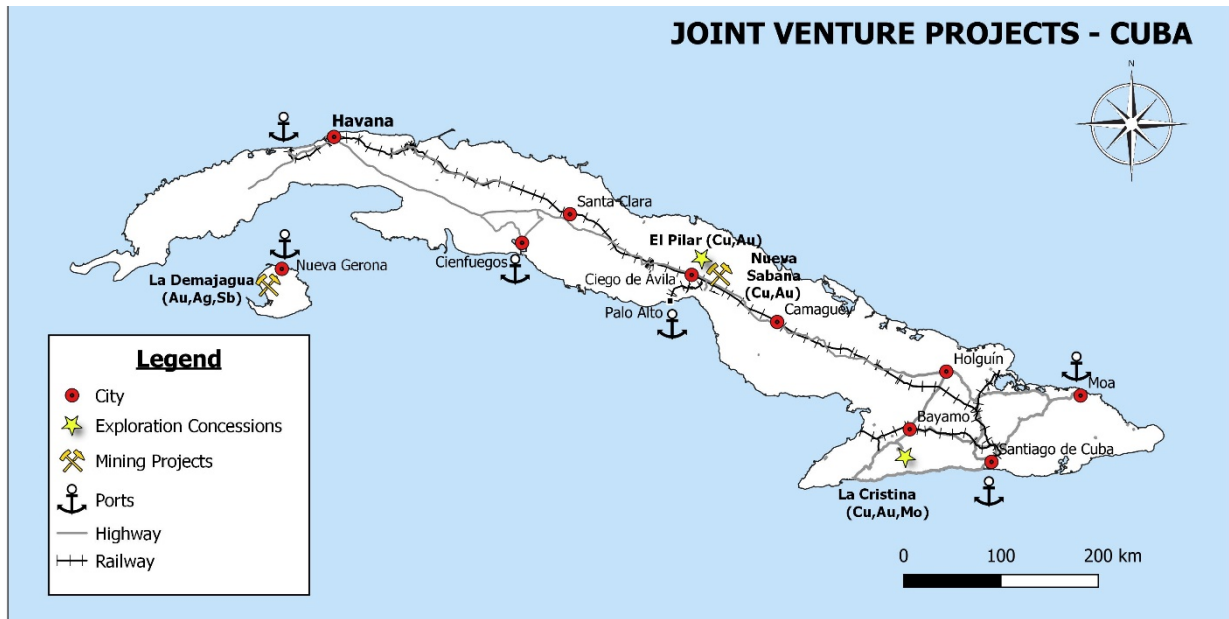 JOINT VENTURE PROJECTS - CUBA
N
Havana
Santa Clara
El Pilar (Cu,Au)
Nueva
Sabana
(Cu,Au)
Cienfuegos
Ciego de Ávila
Nueva Gerona
La Demajagua
(Au,Ag,Sb)
Palo Alto
Camaguey
Holguín
Moa
Bayamo
Santiago de Cuba
La Cristina
(Cu,Au,Mo)
Legend
City
Exploration Concessions
Mining Projects
Ports
Highway
Railway
0 100 200 km